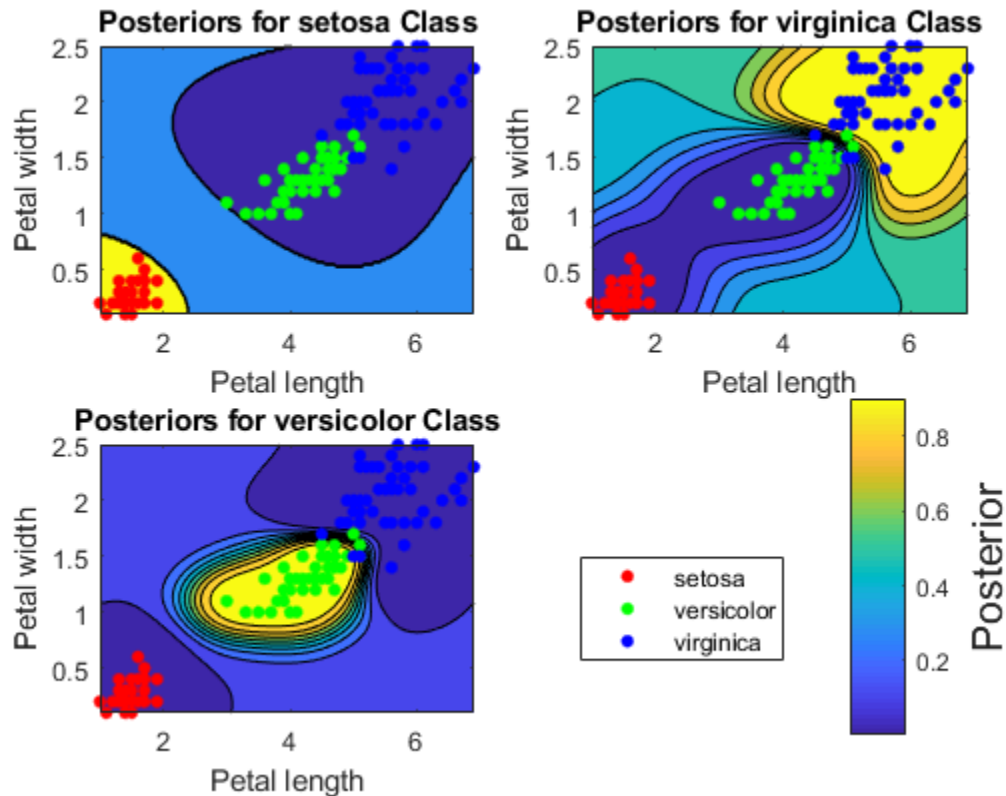 Posteriors for setosa Class
2.5
2
1.5
1
0.5
Petal width
2 4 6
Petal length
Posteriors for virginica Class
2.5
2
1.5
1
0.5
Petal width
2 4 6
Petal length
Posteriors for versicolor Class
2.5
2
1.5
1
0.5
Petal width
2 4 6
Petal length
setosa
versicolor
virginica
0.8
0.6
0.4
0.2
Posterior